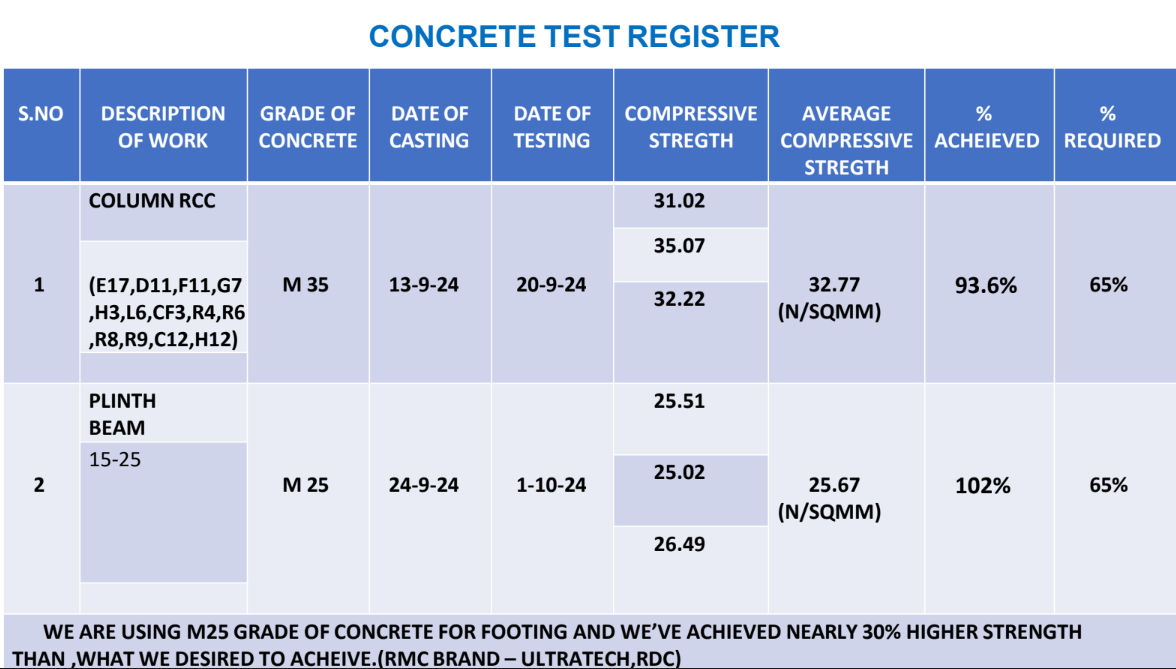 CONCRETE TEST REGISTER
S.NO
DESCRIPTION
OF WORK
GRADE OF
CONCRETE
DATE OF
CASTING
DATE OF
TESTING
COMPRESSIVE
STREGTH
AVERAGE
COMPRESSIVE
STREGTH
%
ACHEIEVED
%
REQUIRED
1
COLUMN RCC
(E17,D11,F11,G7
,H3,L6,CF3,R4,R6
,R8,R9,C12,H12)
M 35
13-9-24
20-9-24
31.02
35.07
32.22
32.77
(N/SQMM)
93.6%
65%
2
PLINTH
BEAM
15-25
M 25
24-9-24
1-10-24
25.51
25.02
26.49
25.67
(N/SQMM)
102%
65%
WE ARE USING M25 GRADE OF CONCRETE FOR FOOTING AND WE’VE ACHIEVED NEARLY 30% HIGHER STRENGTH
THAN ,WHAT WE DESIRED TO ACHEIVE.(RMC BRAND – ULTRATECH,RDC)